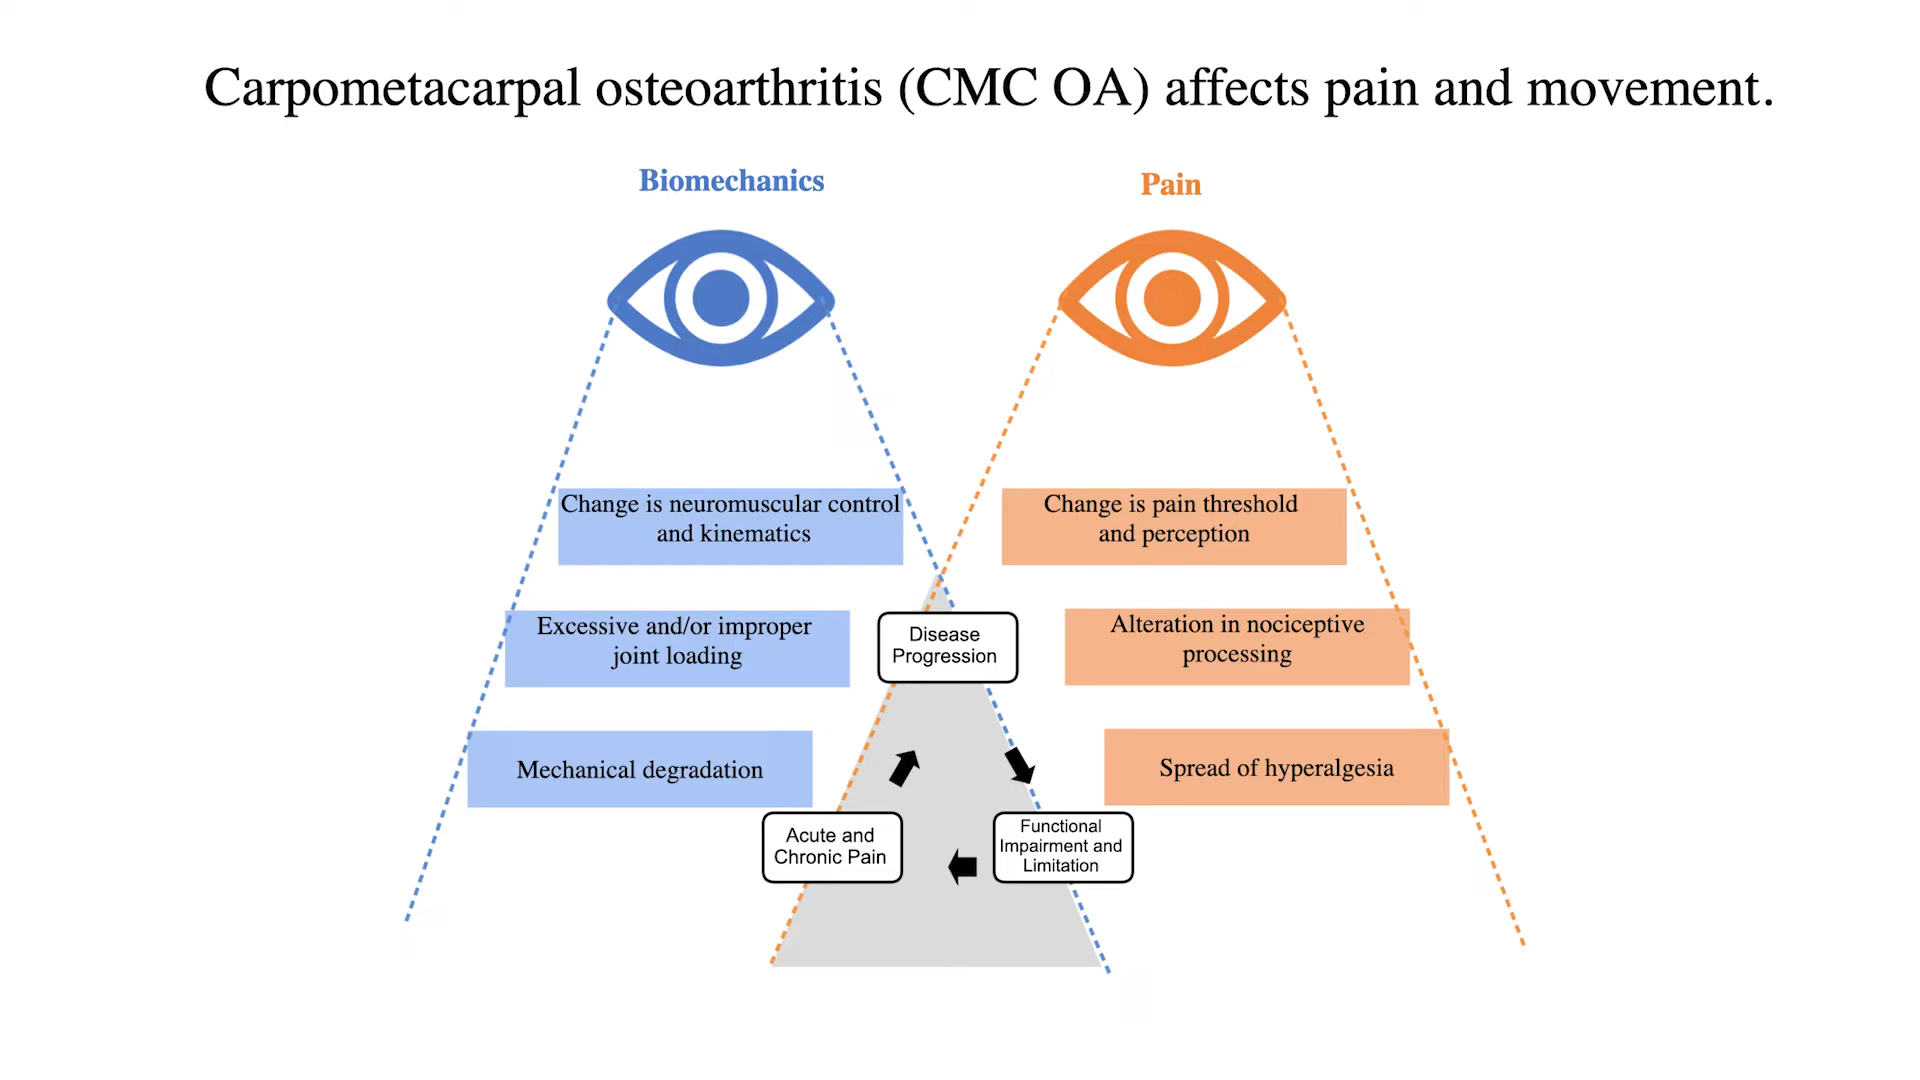 Carpometacarpal osteoarthritis (CMC OA) affects pain and movement.
Biomechanics
Pain
Change is neuromuscular control
and kinematics
Change is pain threshold
and perception
Excessive and/or improper
joint loading
Disease
Progression
Alteration in nociceptive
processing
Mechanical degradation
Spread of hyperalgesia
Acute and
Chronic Pain
Functional
Impairment and
Limitation